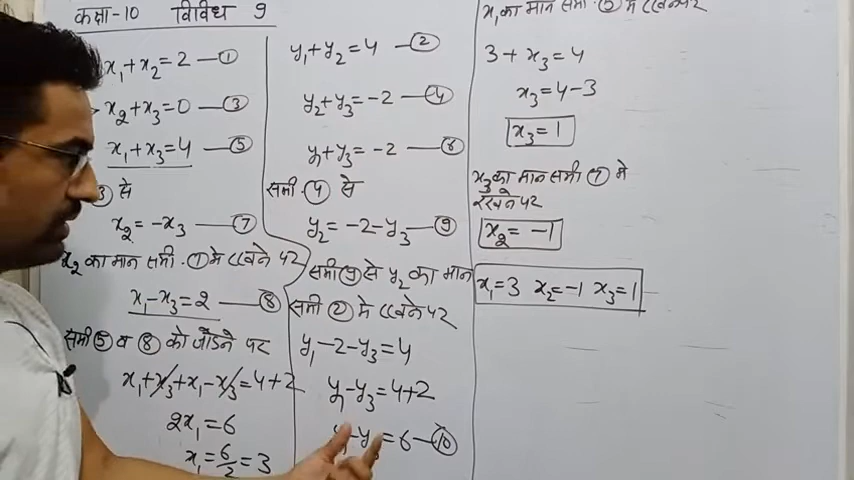 कक्षा-10 विविध 9
x₁+x₂=2 —①
x₂+x₃=0 —③
x₁+x₃=4 —⑤
③ से
x₂=-x₃ —⑦
x₂ का मान समी. ① मे रखने पर
x₁-x₃=2 —⑧
समी ⑤ व ⑧ को जोडने पर
x₁+x₃+x₁-x₃=4+2
2x₁=6
x₁=6/2=3
y₁+y₂=4 —②
y₂+y₃=-2 —④
y₁+y₃=-2 —⑥
समी.④ से
y₂=-2-y₃ —⑨
समी ⑨ से y₂ का मान
समी ② मे रखने पर
y₁-2-y₃=4
y₁-y₃=4+2
=6 —⑩
x₁ का मान समी ⑤ मे रखने पर
3+x₃=4
x₃=4-3
x₃=1
x₃ का मान समी ⑦ मे
रखने पर
x₂=-1
x₁=3 x₂=-1 x₃=1